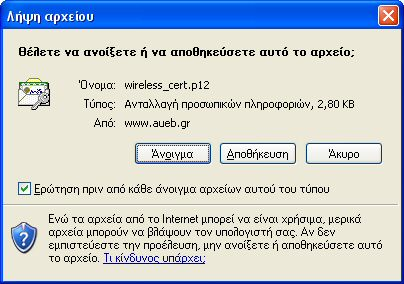 Λήψη αρχείου
Θέλετε να ανοίξετε ή να αποθηκεύσετε αυτό το αρχείο;
Όνομα: wireless_cert.p12
Τύπος: Ανταλλαγή προσωπικών πληροφοριών, 2,80 KB
Από: www.aueb.gr
Άνοιγμα Αποθήκευση Άκυρο
Ερώτηση πριν από κάθε άνοιγμα αρχείων αυτού του τύπου
Ενώ τα αρχεία από το Internet μπορεί να είναι χρήσιμα, μερικά
αρχεία μπορούν να βλάψουν τον υπολογιστή σας. Αν δεν
εμπιστεύεστε την προέλευση, μην ανοίξετε ή αποθηκεύσετε αυτό
το αρχείο. Τι κίνδυνος υπάρχει;